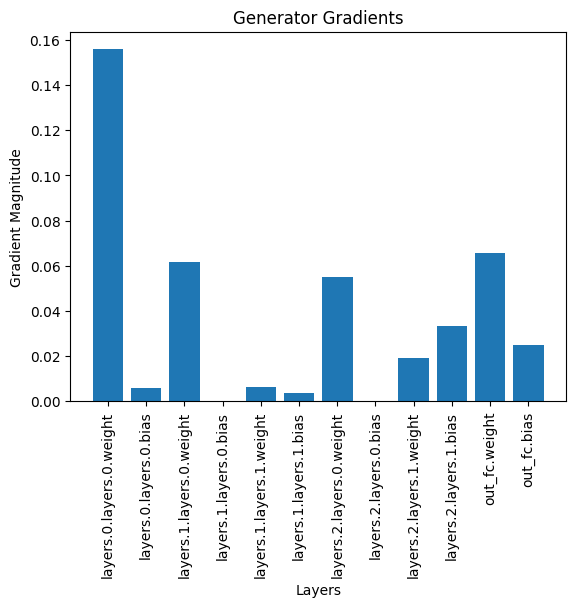 Generator Gradients
Gradient Magnitude
0.16
0.14
0.12
0.10
0.08
0.06
0.04
0.02
0.00
layers.0.layers.0.weight
layers.0.layers.0.bias
layers.1.layers.0.weight
layers.1.layers.0.bias
layers.1.layers.1.weight
layers.1.layers.1.bias
layers.2.layers.0.weight
layers.2.layers.0.bias
layers.2.layers.1.weight
layers.2.layers.1.bias
out_fc.weight
out_fc.bias
Layers